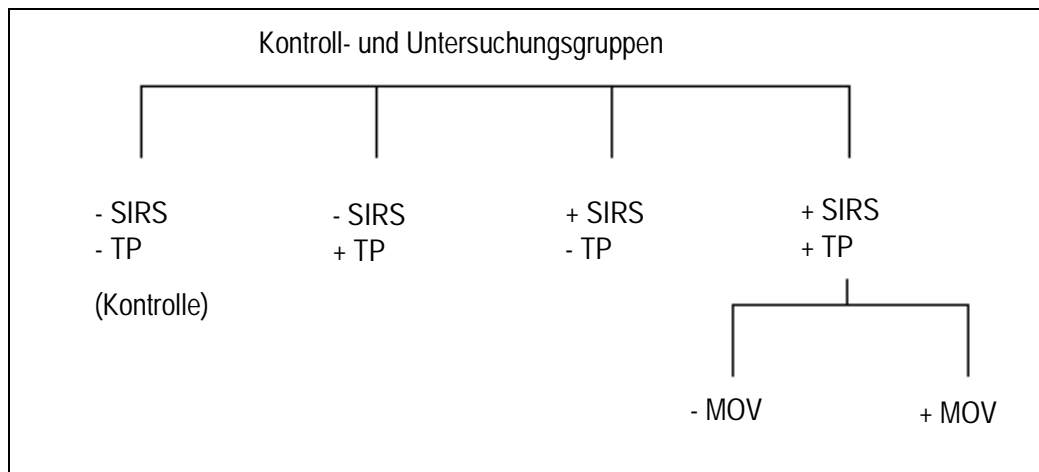 Kontroll- und Untersuchungsgruppen
- SIRS
- TP
(Kontrolle)
- SIRS
+ TP
+ SIRS
- TP
+ SIRS
+ TP
- MOV
+ MOV